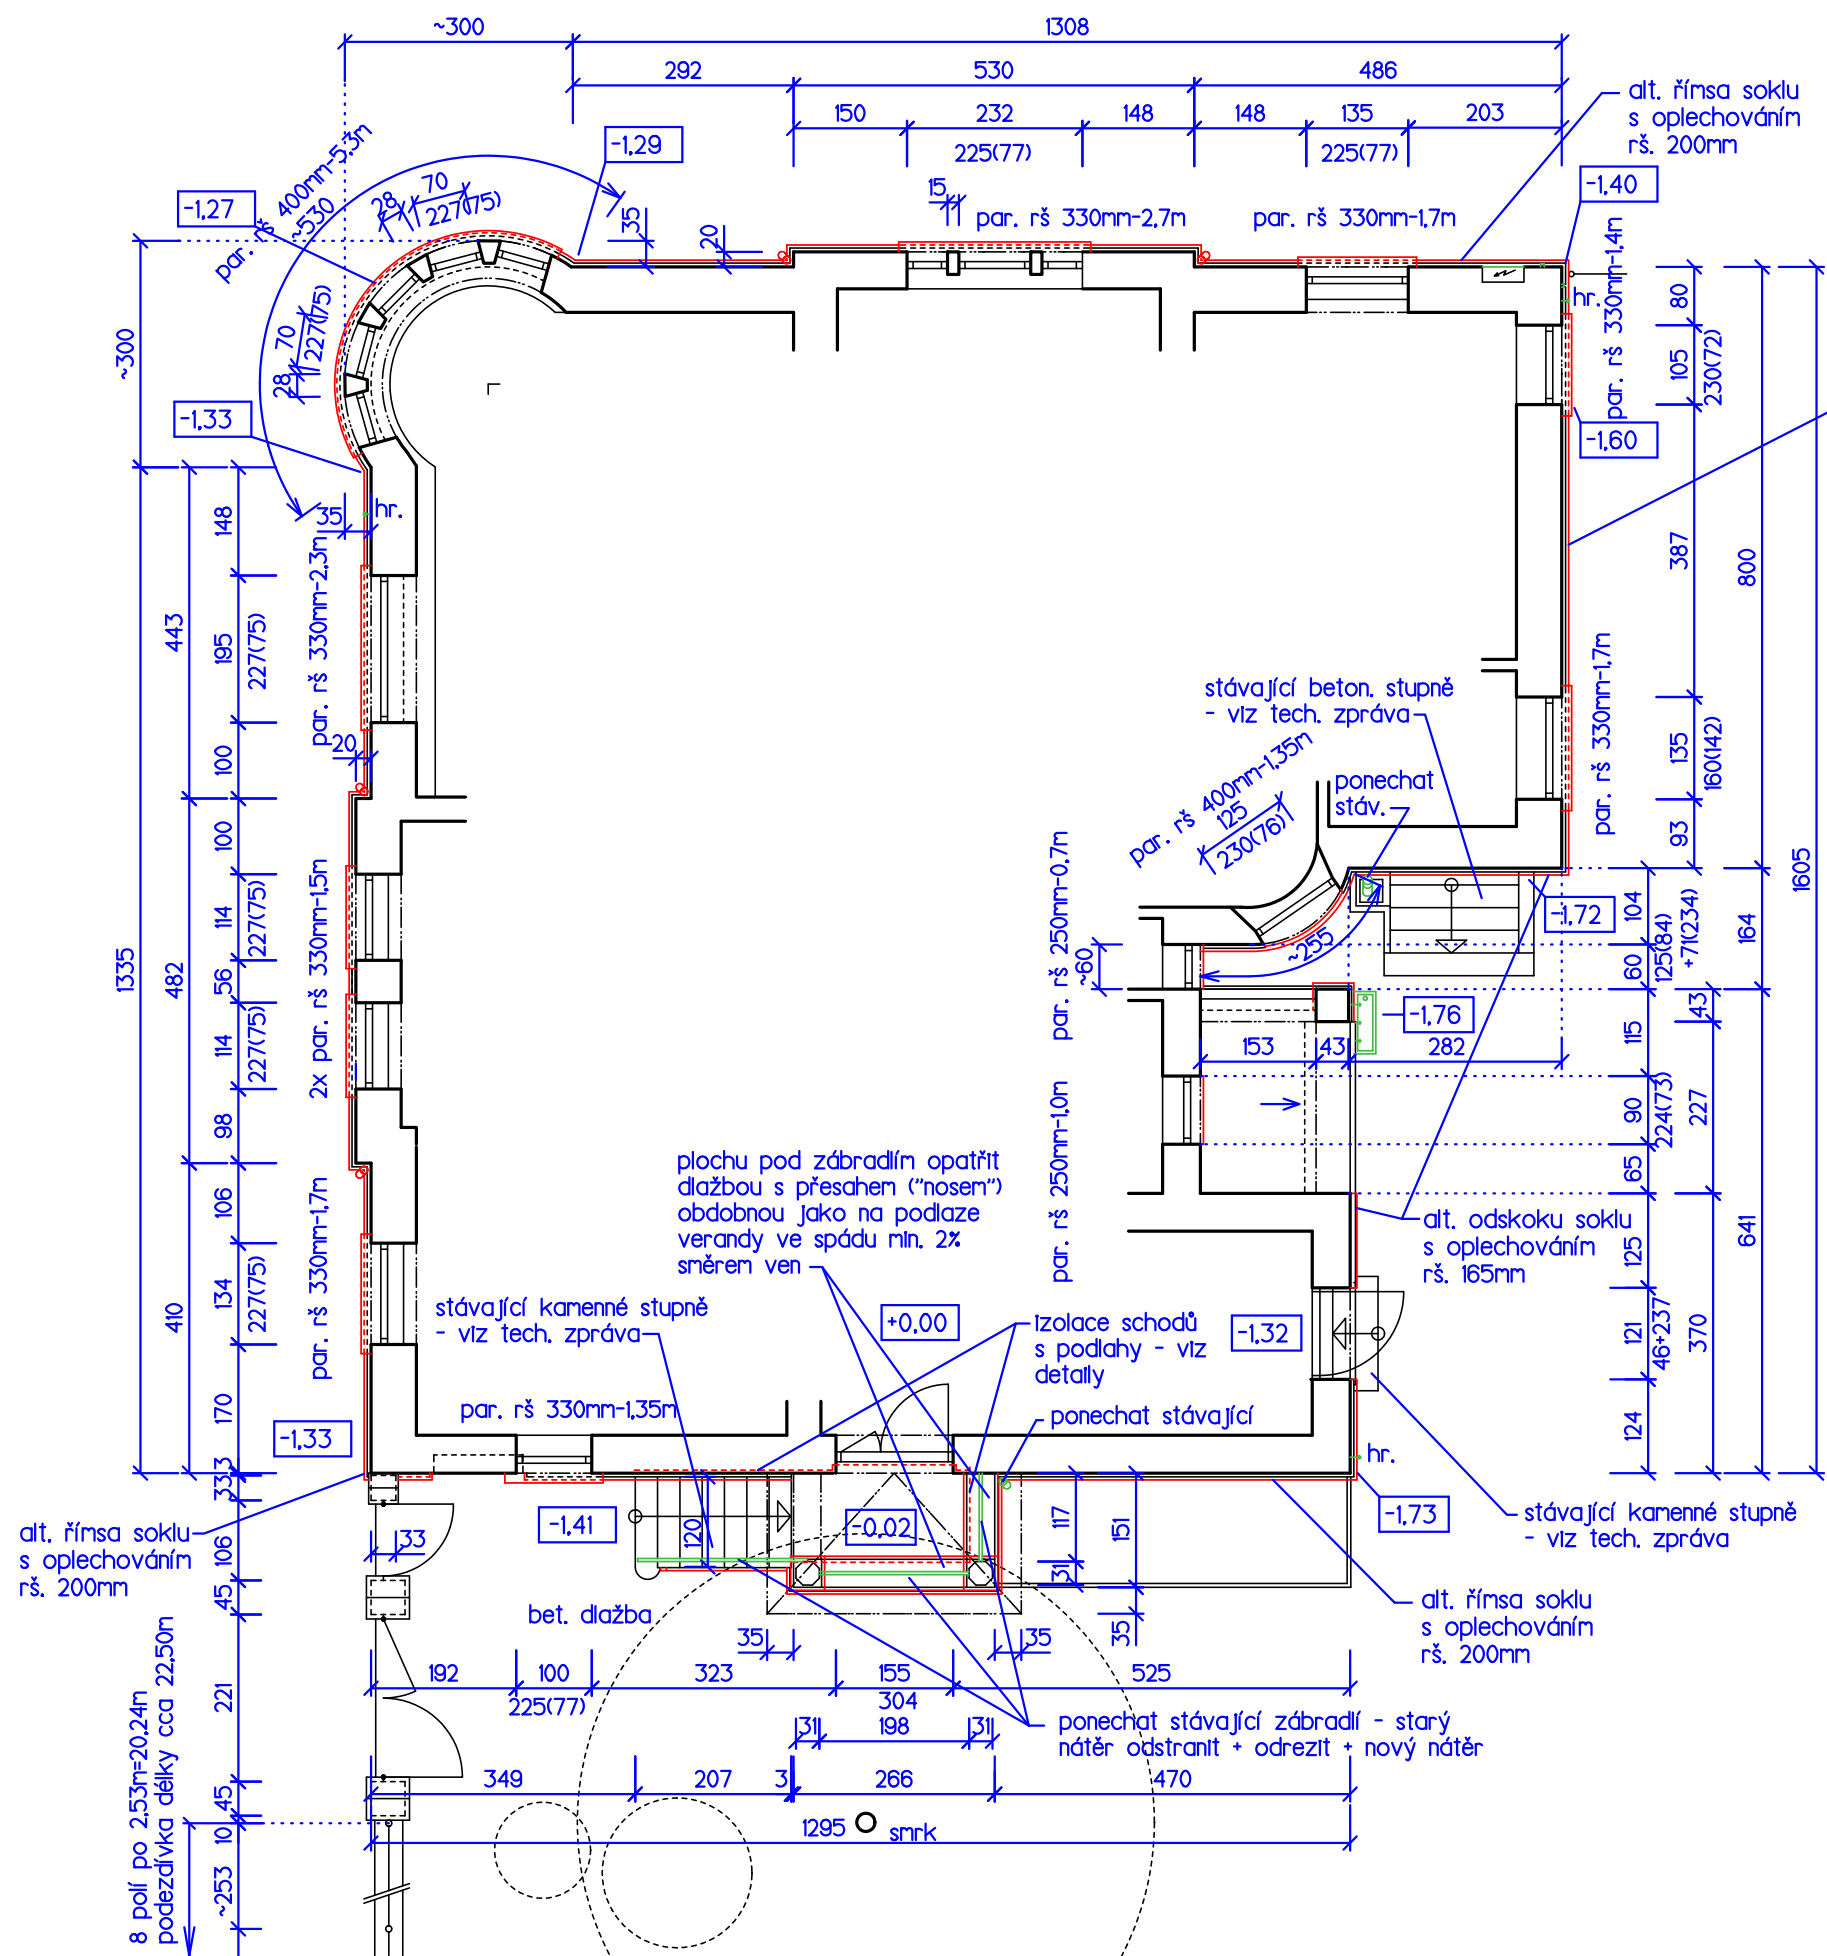 ~300
1308
292
530
486
150
232
148
148
135
203
225(77)
225(77)
alt. římsa soklu
s oplechováním
rš. 200mm
-1,29
-1,40
-1,27
par. rš 400mm-5,3m
~530
28
70
227(75)
35
20
15
par. rš 330mm-2,7m
par. rš 330mm-1,7m
par. rš 330mm-1,4m
hr.
80
105
230(72)
-1,60
~300
70
227(75)
28
-1,33
35
hr.
148
443
195
227(75)
par. rš 330mm-2,3m
100
20
387
800
1605
stávající beton. stupně
- viz tech. zpráva
par. rš 330mm-1,7m
135
160(142)
93
par. rš 400mm-1,35m
125
230(76)
ponechat
stáv.
100
1335
482
114
227(75)
56
114
227(75)
98
2x par. rš 330mm-1,5m
par. rš 250mm-0,7m
~60
~255
-1,72
104
125(84)
+71(234)
164
60
43
-1,76
115
153
43
282
90
224(73)
227
65
641
par. rš 250mm-1,0m
plochu pod zábradlím opatřit
dlažbou s přesahem ("nosem")
obdobnou jako na podlaze
verandy ve spádu min. 2%
směrem ven
106
134
227(75)
410
par. rš 330mm-1,7m
170
alt. odskoku soklu
s oplechováním
rš. 165mm
125
121
46+237
370
124
stávající kamenné stupně
- viz tech. zpráva
+0,00
izolace schodů
s podlahy - viz
detaily
-1,32
par. rš 330mm-1,35m
ponechat stávající
hr.
-1,33
3
33
-1,41
120
-0,02
117
151
31
35
-1,73
stávající kamenné stupně
- viz tech. zpráva
alt. římsa soklu
s oplechováním
rš. 200mm
106
33
45
bet. dlažba
alt. římsa soklu
s oplechováním
rš. 200mm
35
35
192
100
225(77)
323
155
525
304
31
198
31
ponechat stávající zábradlí - starý
nátěr odstranit + odrezit + nový nátěr
221
45
10
~253
8 polí po 2,53m=20,24m
podezdívka délky cca 22,50m
349
207
3
266
470
1295
smrk